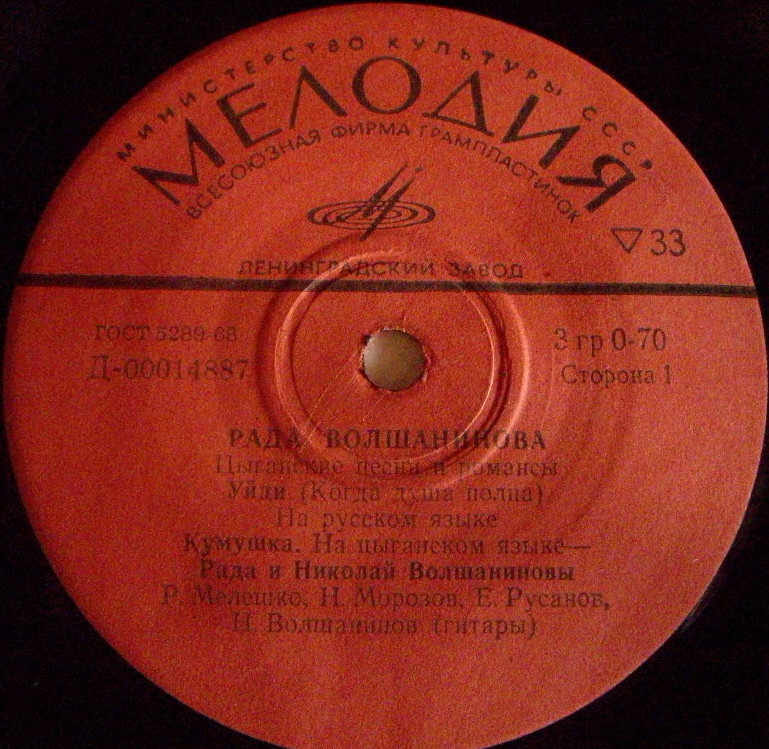 МИНИСТЕРСТВО КУЛЬТУРЫ СССР
МЕЛОДИЯ
ВСЕСОЮЗНАЯ ФИРМА ГРАМПЛАСТИНОК
▽33
ЛЕНИНГРАДСКИЙ ЗАВОД
ГОСТ 5289-68
3 гр 0-70
Д-00014887
Сторона 1
РАДА ВОЛШАНИНОВА
Цыганские песни и романсы
Уйди (Когда душа полна)
На русском языке
Кумушка. На цыганском языке—
Рада и Николай Волшаниновы
Р. Мелешко, Н. Морозов, Е. Русанов,
Н. Волшанинов (гитары)